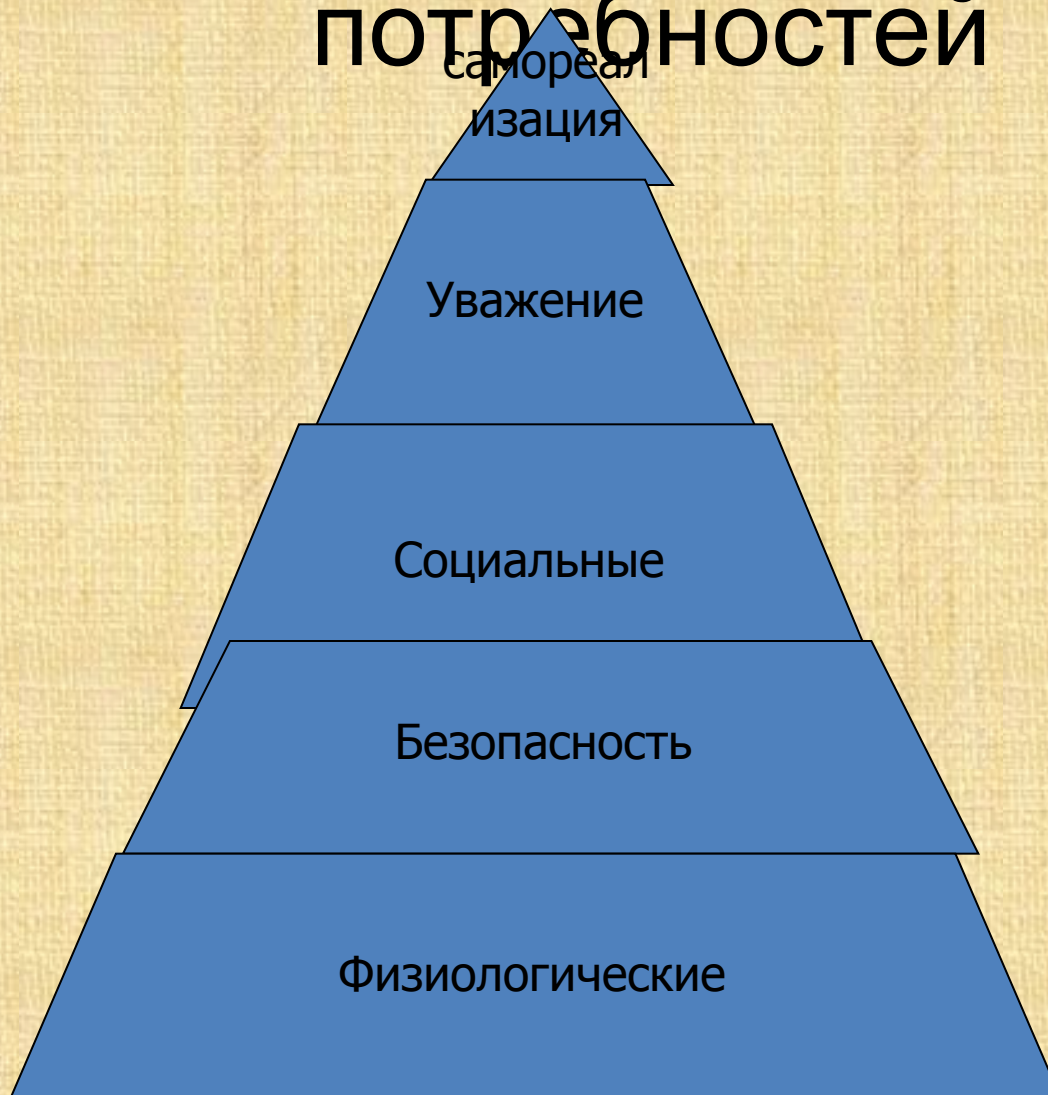 потребностей
самореал
изация
Уважение
Социальные
Безопасность
Физиологические